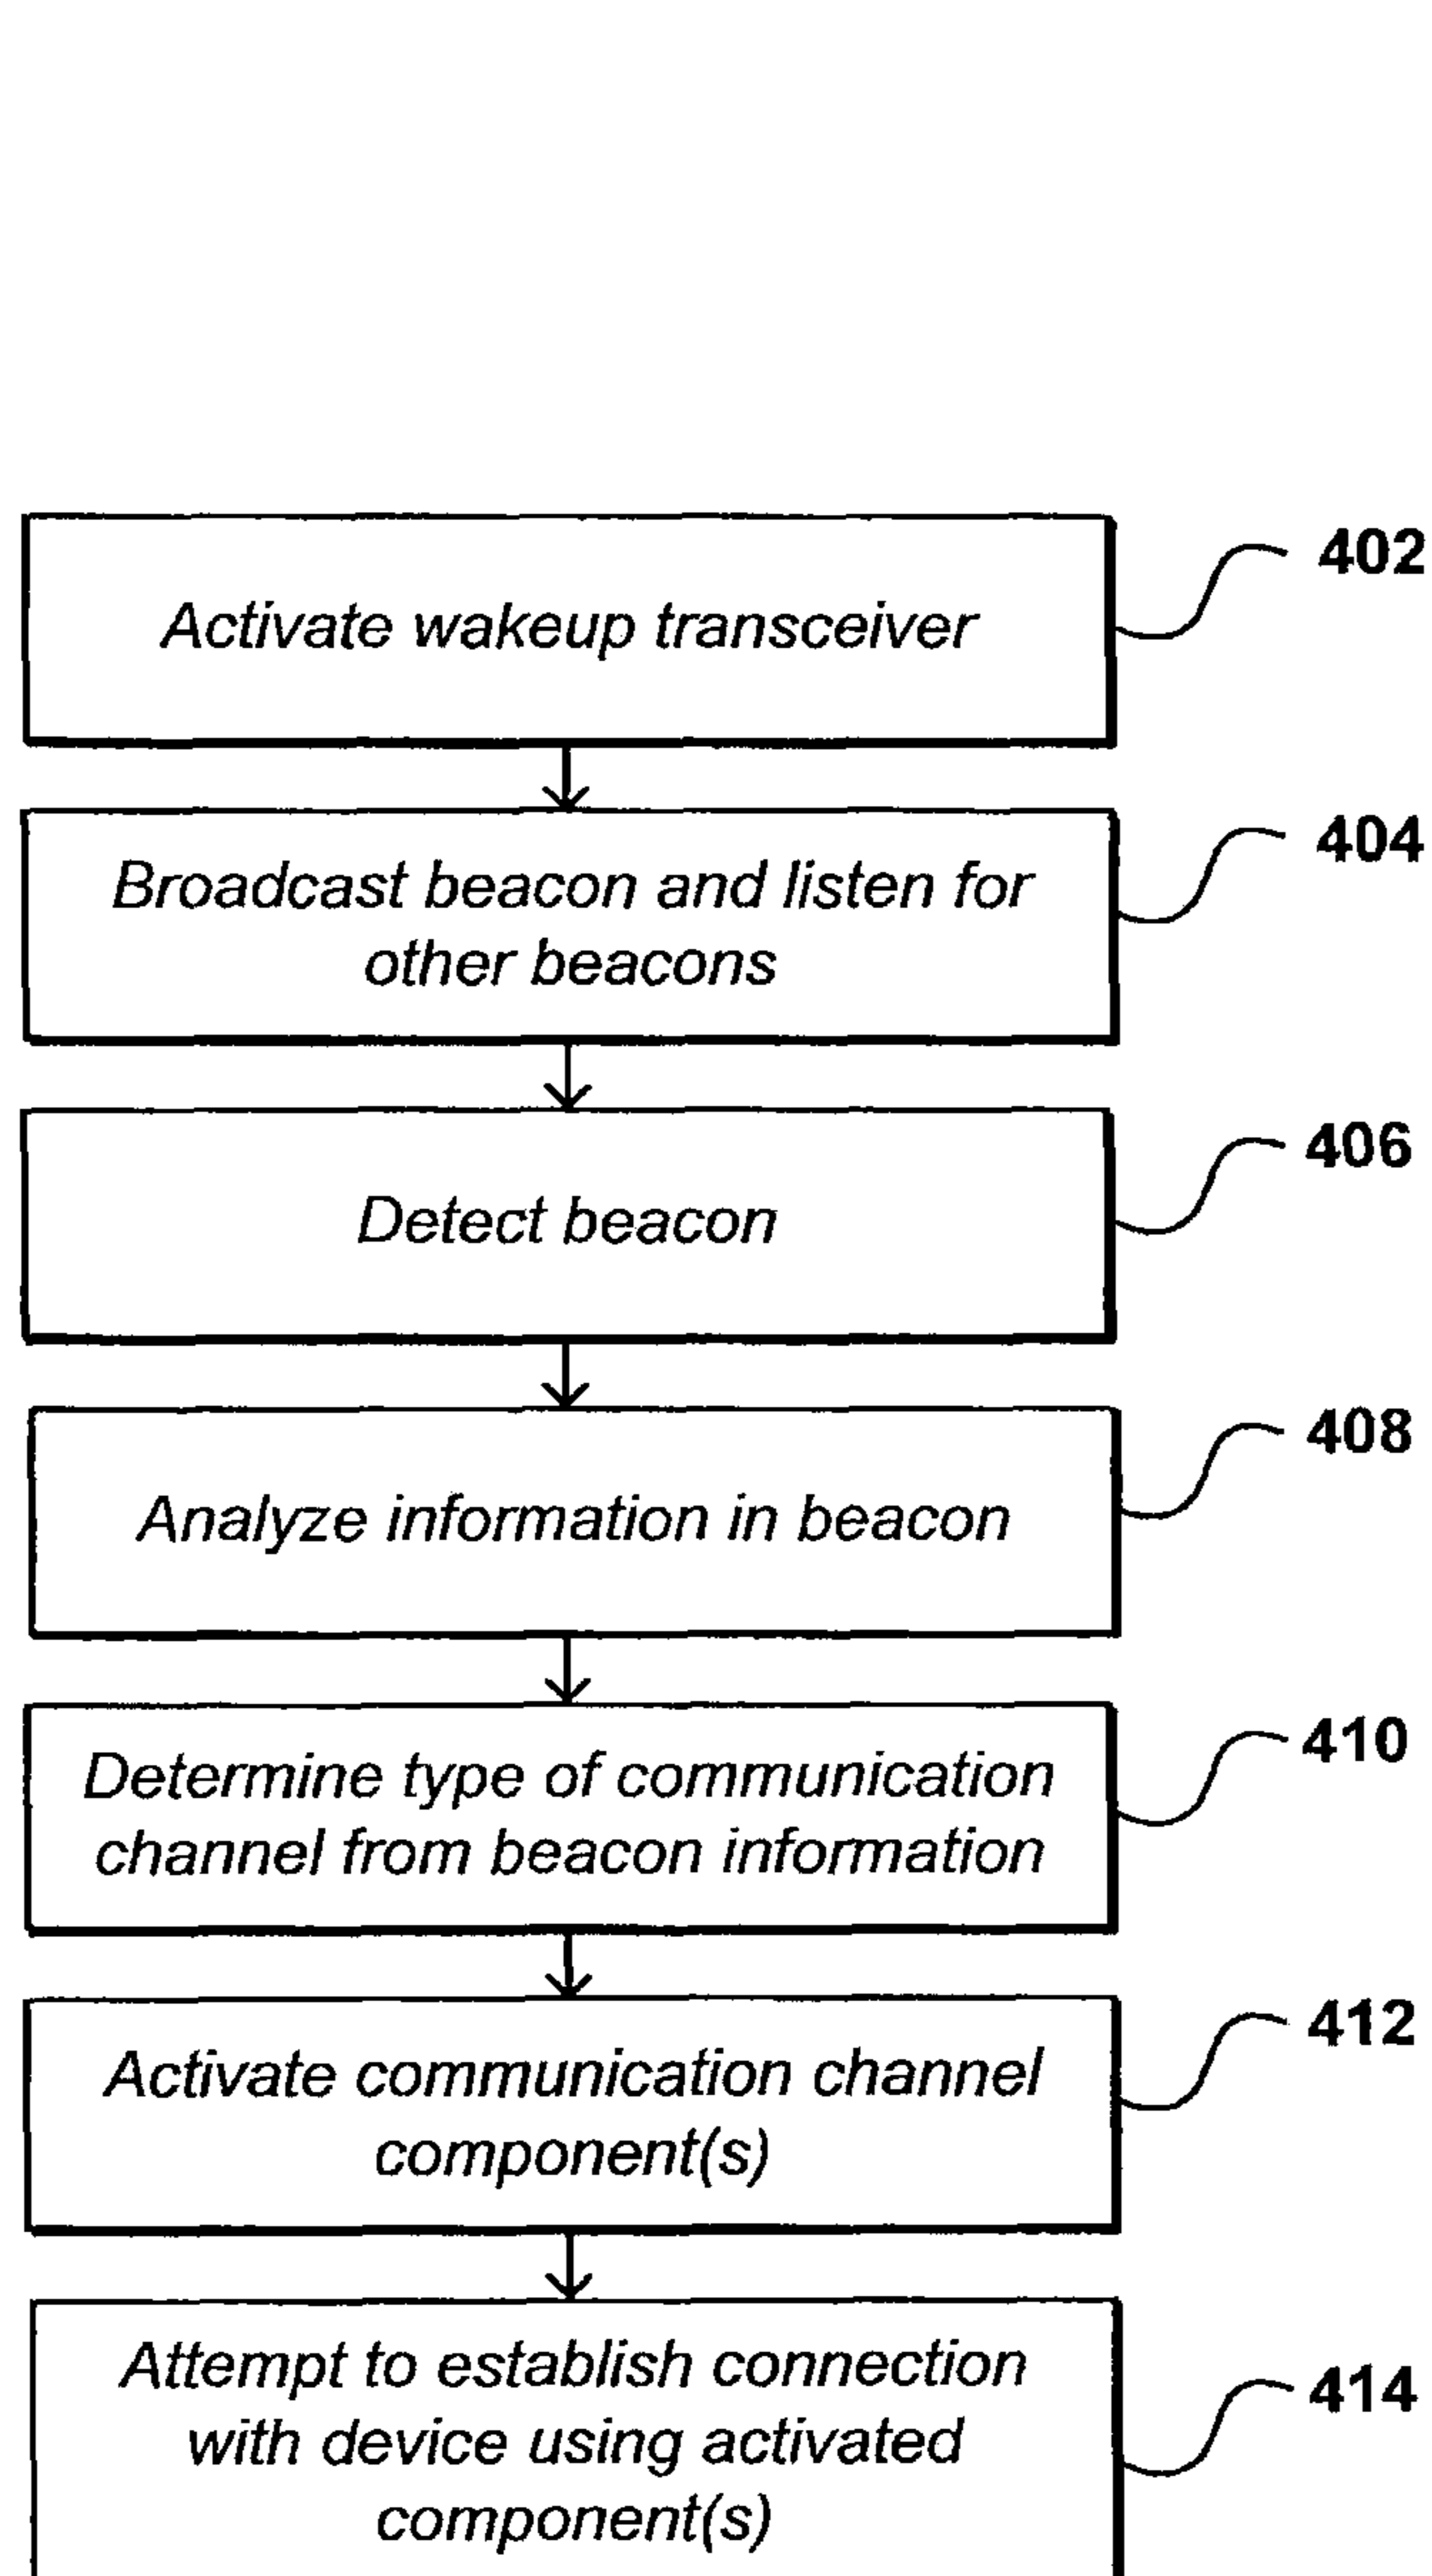 402
Activate wakeup transceiver
404
Broadcast beacon and listen for
other beacons
406
Detect beacon
408
Analyze information in beacon
410
Determine type of communication
channel from beacon information
412
Activate communication channel
component(s)
414
Attempt to establish connection
with device using activated
component(s)